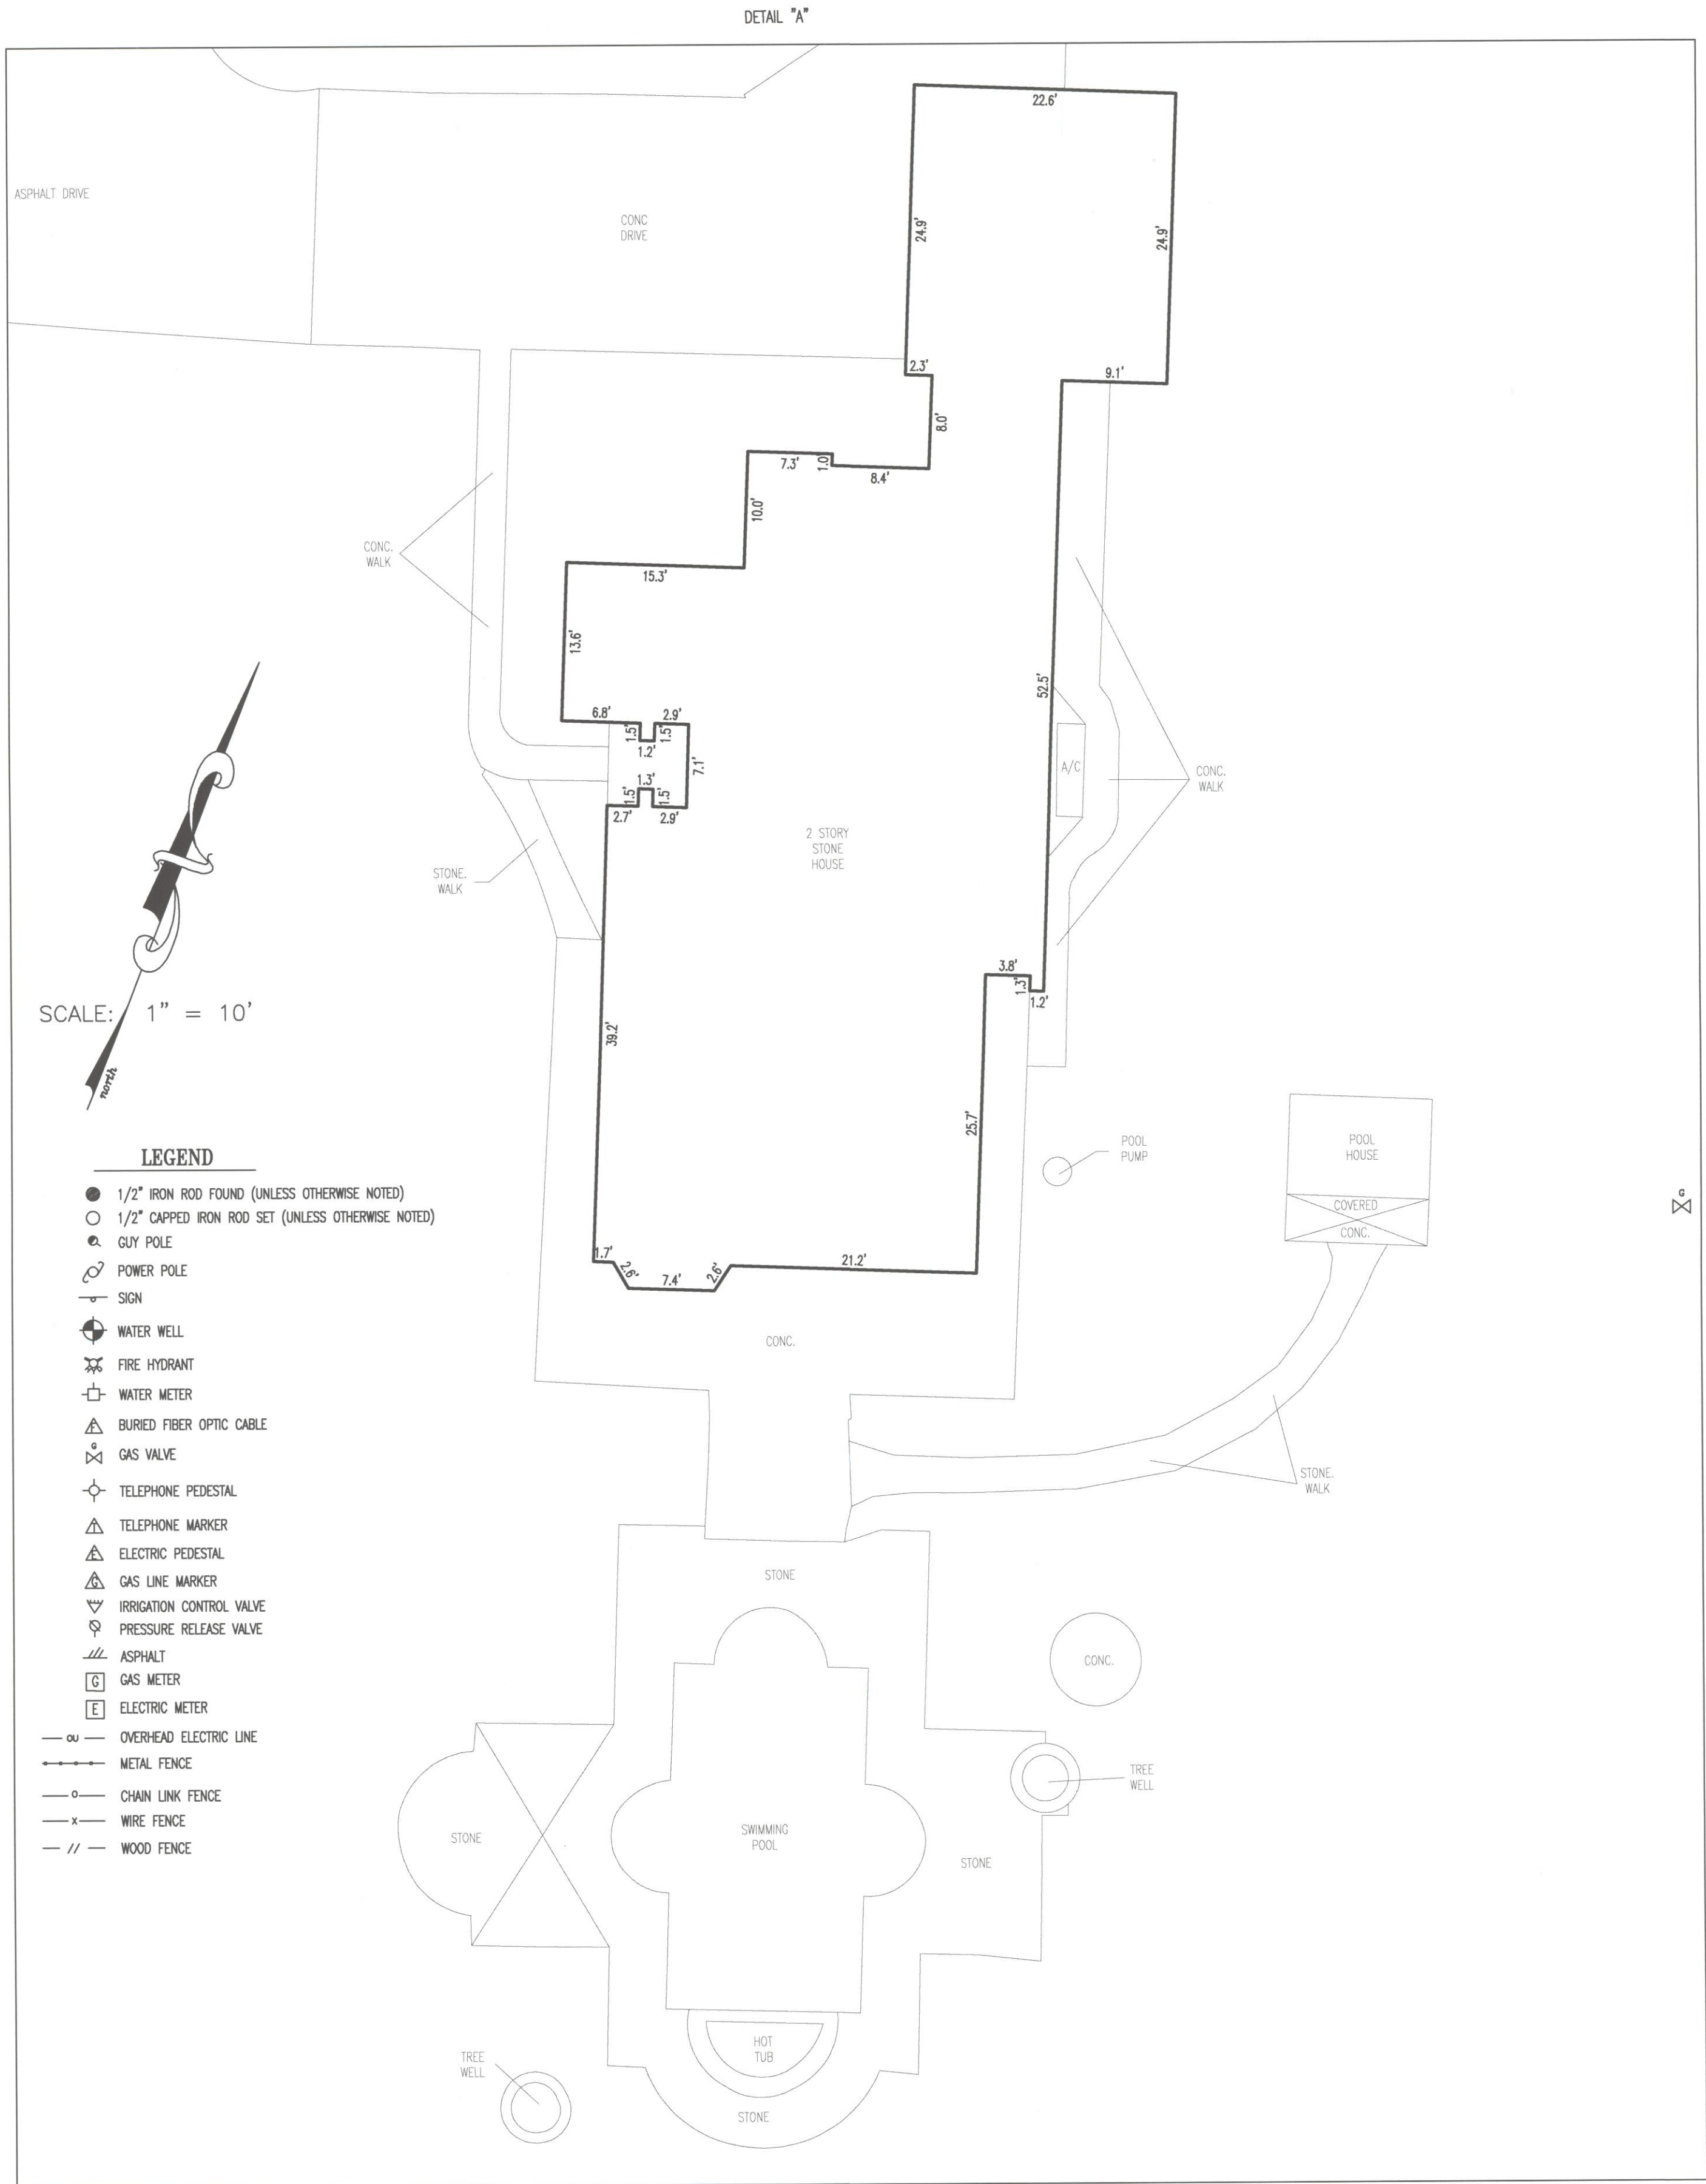 DETAIL "A"
22.6'
ASPHALT DRIVE
CONC
DRIVE
24.9'
24.9'
2.3'
9.1'
8.0'
7.3'
1.0
8.4'
10.0'
CONC.
WALK
15.3'
13.6'
52.5'
6.8'
2.9'
1.5'
1.5'
1.2'
7.1'
A/C
CONC.
WALK
1.3'
1.5'
1.5'
2.7'
2.9'
2 STORY
STONE
HOUSE
STONE.
WALK
3.8'
1.3'
1.2'
SCALE: 1" = 10'
39.2'
north
25.7'
POOL
PUMP
POOL
HOUSE
COVERED
CONC.
G
LEGEND
1/2" IRON ROD FOUND (UNLESS OTHERWISE NOTED)
1/2" CAPPED IRON ROD SET (UNLESS OTHERWISE NOTED)
GUY POLE
POWER POLE
SIGN
WATER WELL
FIRE HYDRANT
WATER METER
F BURIED FIBER OPTIC CABLE
G GAS VALVE
TELEPHONE PEDESTAL
T TELEPHONE MARKER
E ELECTRIC PEDESTAL
G GAS LINE MARKER
IRRIGATION CONTROL VALVE
PRESSURE RELEASE VALVE
ASPHALT
G GAS METER
E ELECTRIC METER
OU OVERHEAD ELECTRIC LINE
METAL FENCE
o CHAIN LINK FENCE
x WIRE FENCE
// WOOD FENCE
1.7'
2.6'
7.4'
2.6'
21.2'
CONC.
STONE.
WALK
STONE
CONC.
TREE
WELL
STONE
SWIMMING
POOL
STONE
HOT
TUB
TREE
WELL
STONE